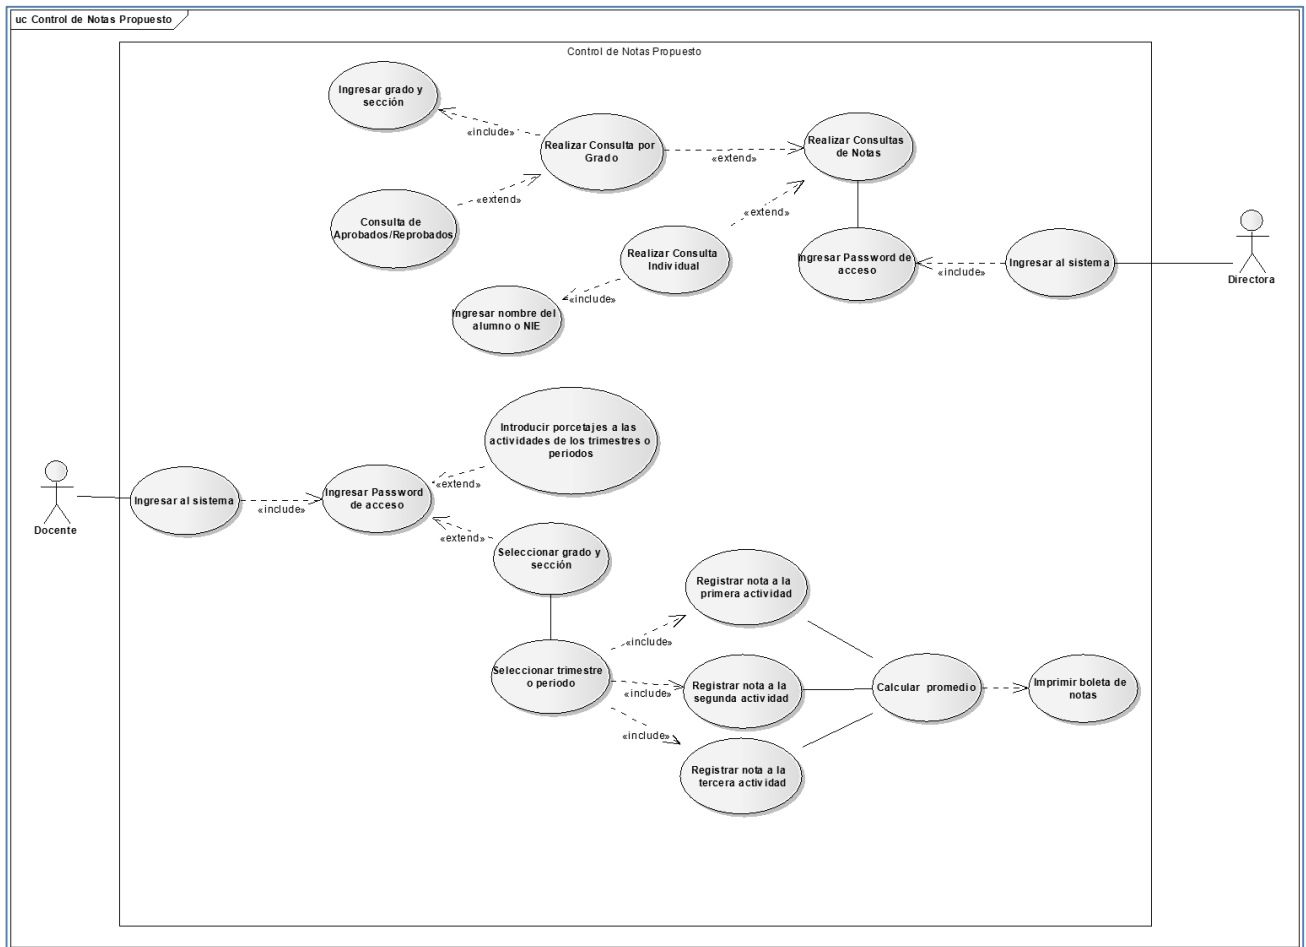 uc Control de Notas Propuesto
Control de Notas Propuesto
Ingresar grado y
sección
«include»
Realizar Consulta por
Grado
«extend»
Realizar Consultas
de Notas
Consulta de
Aprobados/Reprobados
«extend»
«extend»
Realizar Consulta
Individual
Ingresar Password de
acceso
«include»
Ingresar al sistema
Directora
«include»
Ingresar nombre del
alumno o NIE
Introducir porcetajes a las
actividades de los trimestres o
periodos
«extend»
Docente
Ingresar al sistema
«include»
Ingresar Password
de acceso
«extend»
Seleccionar grado y
sección
Registrar nota a la
primera actividad
«include»
Seleccionar trimestre
o periodo
«include»
Registrar nota a la
segunda actividad
Calcular promedio
Imprimir boleta de
notas
«include»
Registrar nota a la
tercera actividad